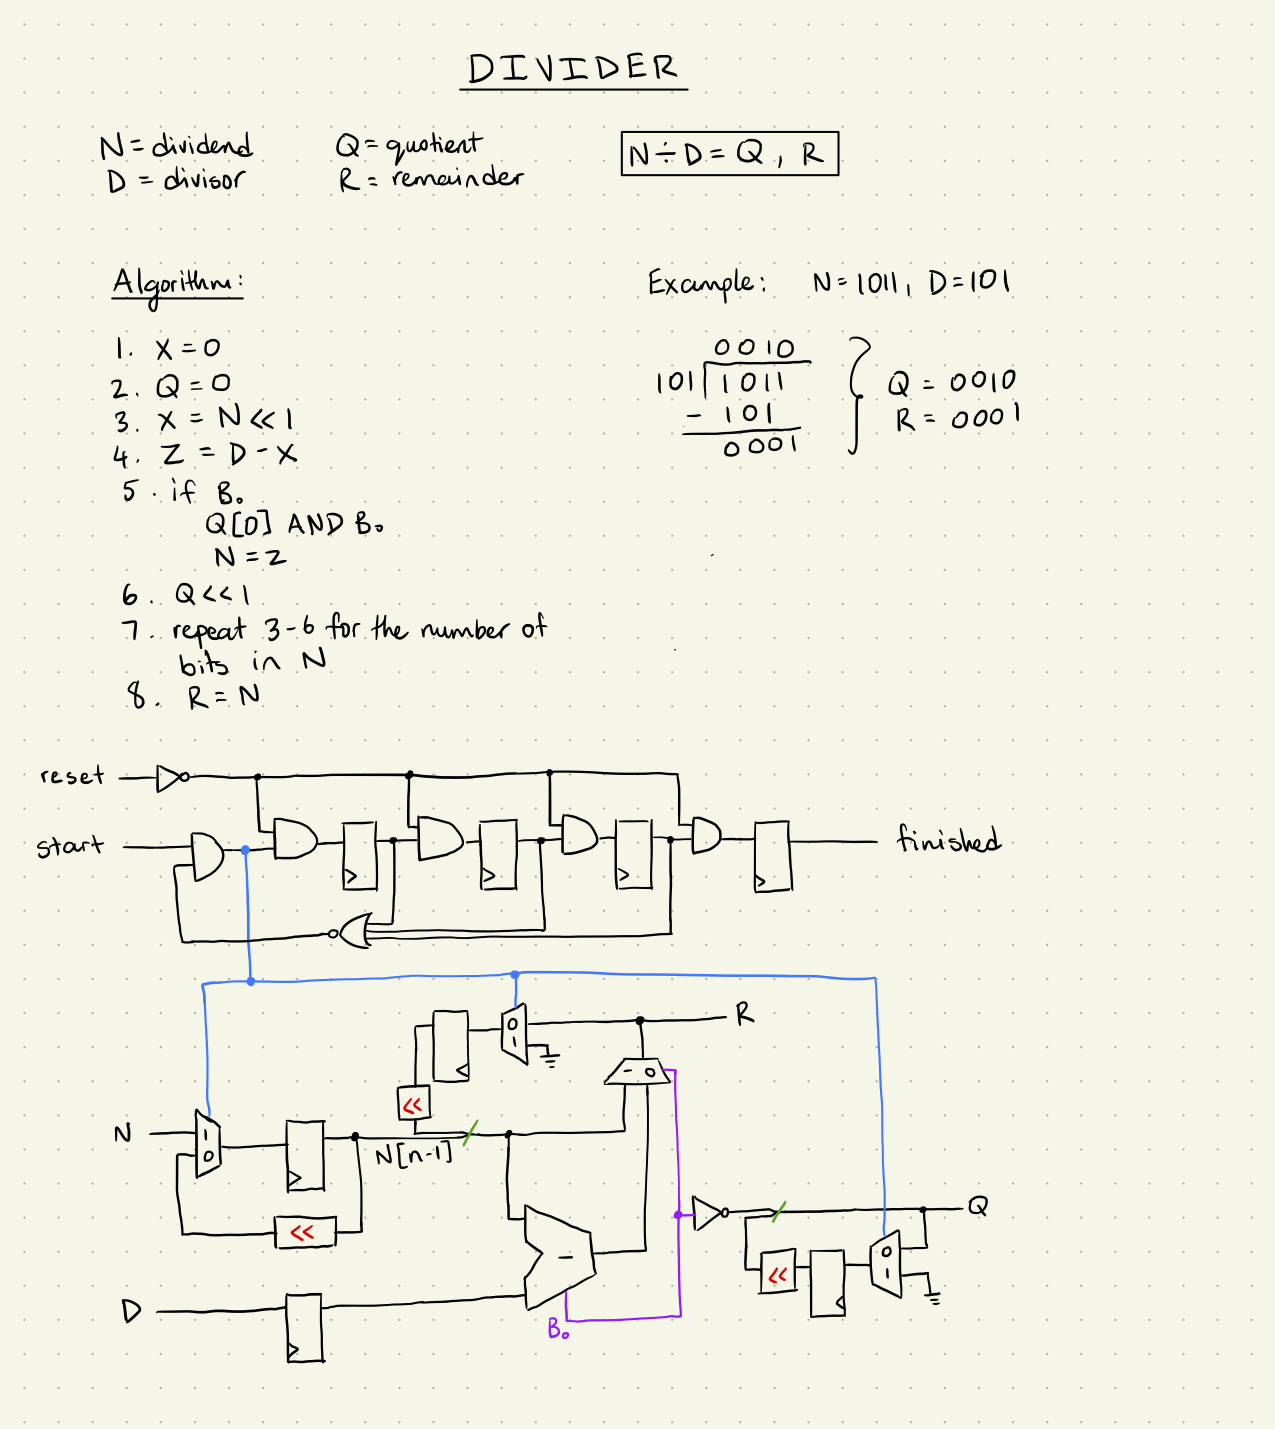 DIVIDER
N = dividend
D = divisor
Q = quotient
R = remainder
N ÷ D = Q , R
Algorithm:
1. X = 0
2. Q = 0
3. X = N << 1
4. Z = D - X
5. if B₀
Q[0] AND B₀
N = Z
6. Q << 1
7. repeat 3-6 for the number of
bits in N
8. R = N
Example: N = 1011, D = 101
0010
101 1011
- 101
0001
Q = 0010
R = 0001
reset
start
finished
0
1
R
- 0
<<
N
1
0
N[n-1]
<<
-
Q
<<
0
1
D
B₀